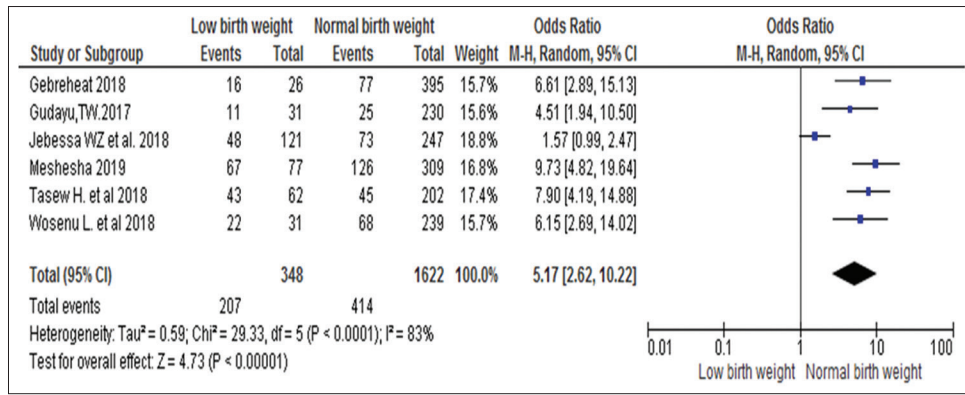 Low birth weight Normal birth weight Odds Ratio Odds Ratio
Study or Subgroup Events Total Events Total Weight M-H, Random, 95% CI M-H, Random, 95% CI
Gebreheat 2018 16 26 77 395 15.7% 6.61 [2.89, 15.13]
Gudayu,TW.2017 11 31 25 230 15.6% 4.51 [1.94, 10.50]
Jebessa WZ et al. 2018 48 121 73 247 18.8% 1.57 [0.99, 2.47]
Meshesha 2019 67 77 126 309 16.8% 9.73 [4.82, 19.64]
Tasew H. et al 2018 43 62 45 202 17.4% 7.90 [4.19, 14.88]
Wosenu L. et al 2018 22 31 68 239 15.7% 6.15 [2.69, 14.02]
Total (95% CI) 348 1622 100.0% 5.17 [2.62, 10.22]
Total events 207 414
Heterogeneity: Tau² = 0.59; Chi² = 29.33, df = 5 (P < 0.0001); I² = 83%
Test for overall effect: Z = 4.73 (P < 0.00001)
0.01 0.1 1 10 100
Low birth weight Normal birth weight